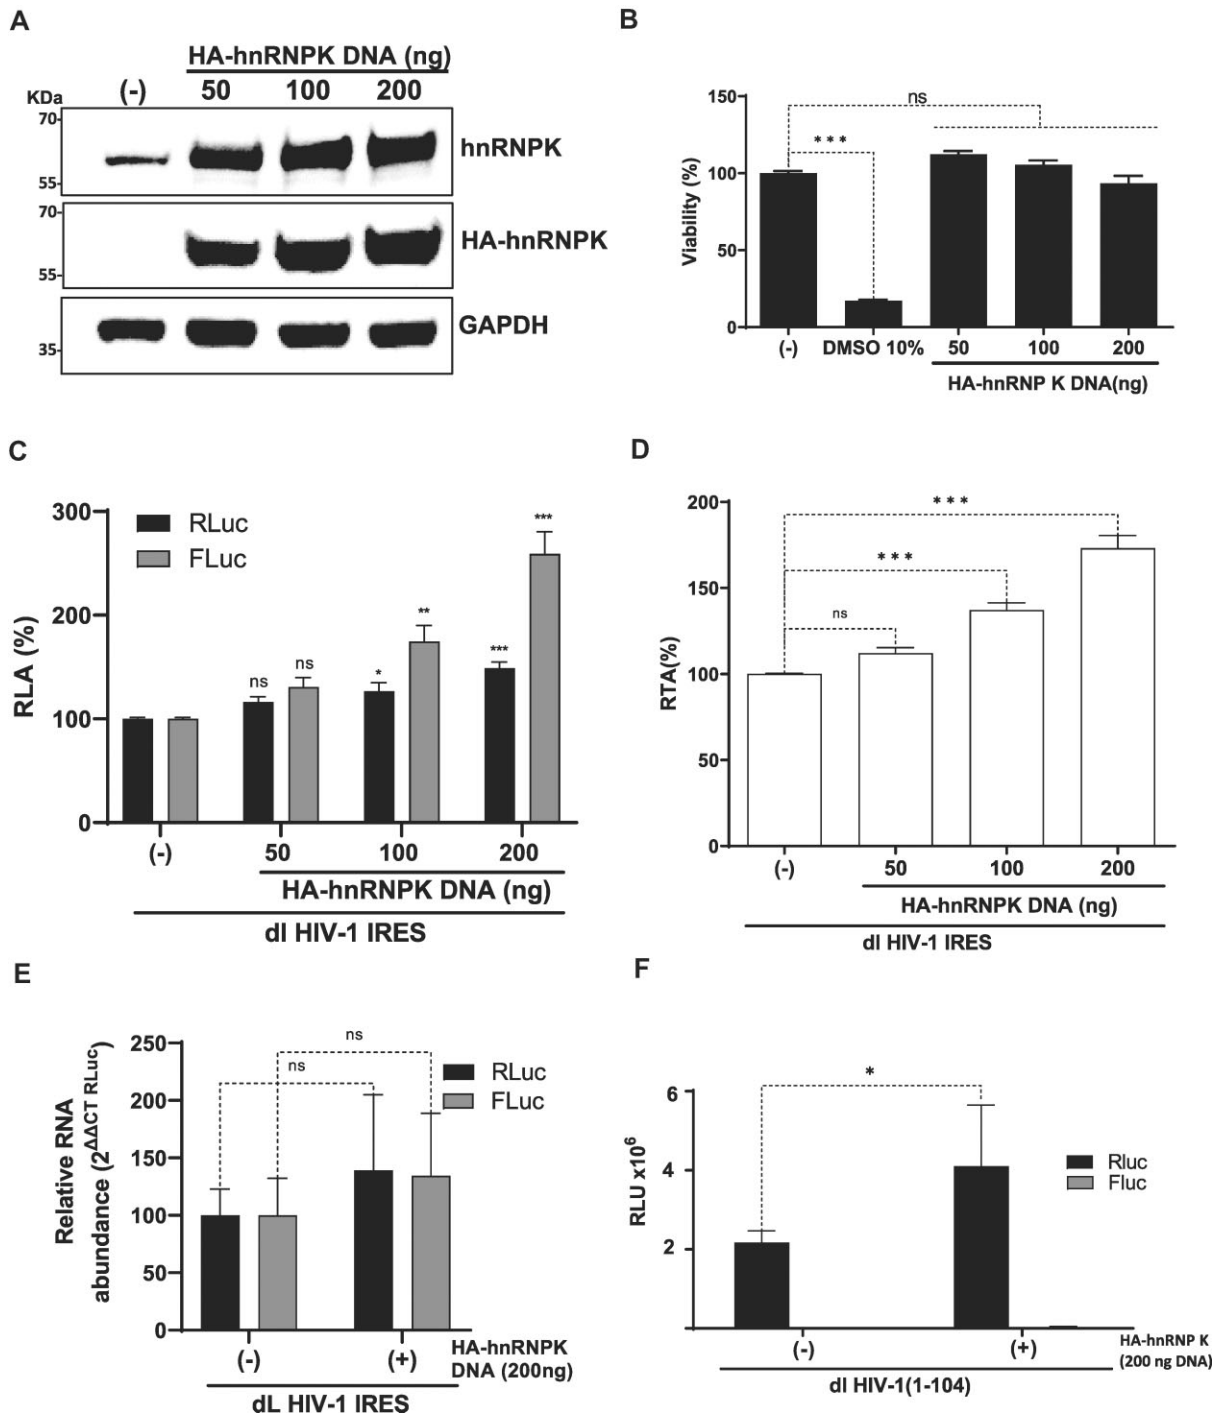 A
HA-hnRNPK DNA (ng)
KDa (-) 50 100 200
70-
hnRNPK
55-
70-
HA-hnRNPK
55-
GAPDH
35-
B
ns
***
150
100
50
0
Viability (%)
(-) DMSO 10% 50 100 200
HA-hnRNP K DNA(ng)
C
RLuc
FLuc
300
200
100
0
RLA (%)
ns ns * ** *** ***
(-) 50 100 200
HA-hnRNPK DNA (ng)
dl HIV-1 IRES
D
***
***
ns
200
150
100
50
0
RTA(%)
(-) 50 100 200
HA-hnRNPK DNA (ng)
dl HIV-1 IRES
E
ns
ns
RLuc
FLuc
250
200
150
100
50
0
Relative RNA
abundance (2^ΔΔCT RLuc)
(-) (+)
HA-hnRNPK
DNA (200ng)
dL HIV-1 IRES
F
*
6
4
2
RLU x10⁶
Rluc
Fluc
(-) (+)
HA-hnRNP K
(200 ng DNA)
dl HIV-1(1-104)